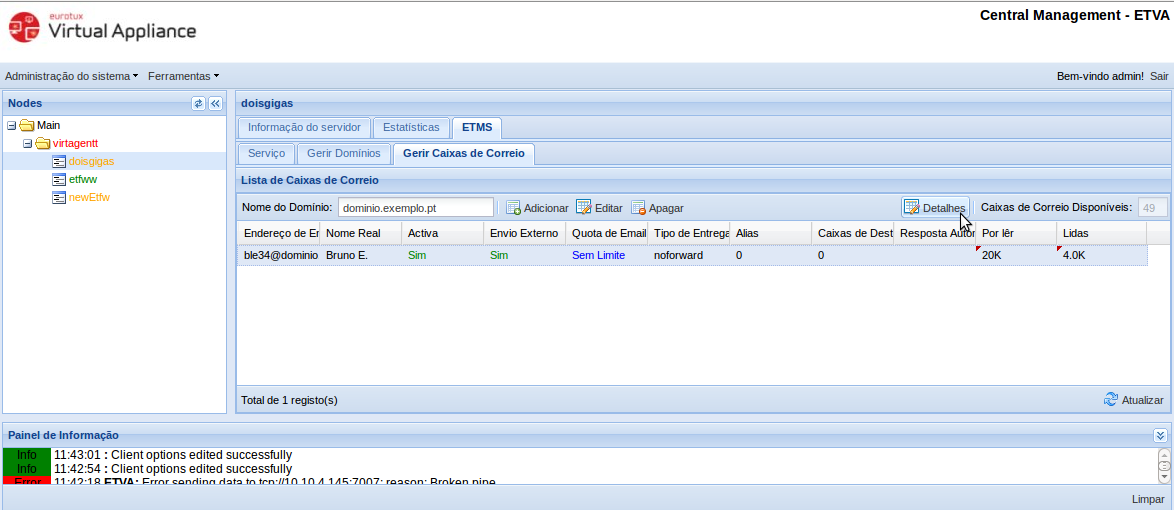 eurotux
Virtual Appliance
Central Management - ETVA
Administração do sistema Ferramentas Bem-vindo admin! Sair
Nodes
Main
virtagentt
doisgigas
etfww
newEtfw
doisgigas
Informação do servidor Estatísticas ETMS
Serviço Gerir Domínios Gerir Caixas de Correio
Lista de Caixas de Correio
Nome do Domínio: dominio.exemplo.pt Adicionar Editar Apagar Detalhes Caixas de Correio Disponíveis: 49
Endereço de Nome Real Activa Envio Externo Quota de Email Tipo de Entrega Alias Caixas de Dest Resposta Por lêr Lidas
ble34@dominio Bruno E. Sim Sim Sem Limite noforward 0 0 20K 4.0K
Total de 1 registo(s) Atualizar
Painel de Informação
Info 11:43:01 : Client options edited successfully
Info 11:42:54 : Client options edited successfully
Error 11:42:18 ETVA: Error sending data to tcp://10.10.4.145:7007: reason: Broken pipe
Limpar